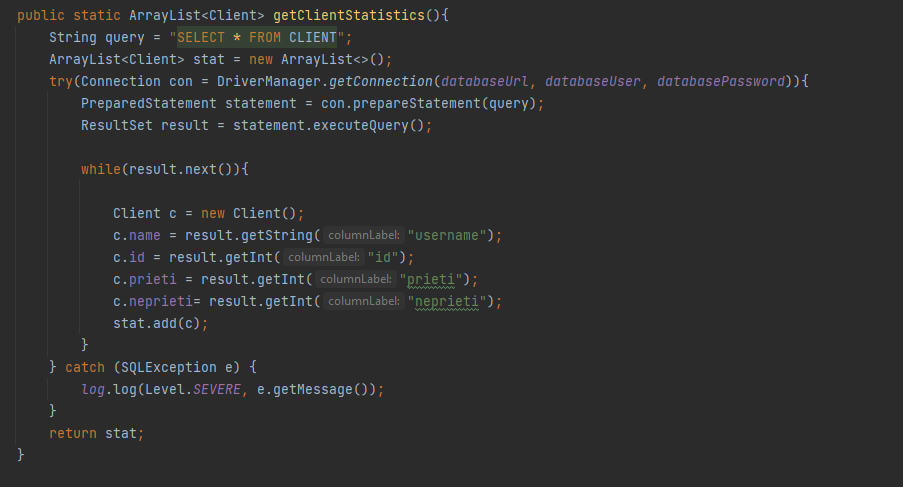 public static ArrayList<Client> getClientStatistics(){
    String query = "SELECT * FROM CLIENT";
    ArrayList<Client> stat = new ArrayList<>();
    try(Connection con = DriverManager.getConnection(databaseUrl, databaseUser, databasePassword)){
        PreparedStatement statement = con.prepareStatement(query);
        ResultSet result = statement.executeQuery();

        while(result.next()){

            Client c = new Client();
            c.name = result.getString( columnLabel: "username");
            c.id = result.getInt( columnLabel: "id");
            c.prieti = result.getInt( columnLabel: "prieti");
            c.neprieti= result.getInt( columnLabel: "neprieti");
            stat.add(c);
        }
    } catch (SQLException e) {
        log.log(Level.SEVERE, e.getMessage());
    }
    return stat;
}